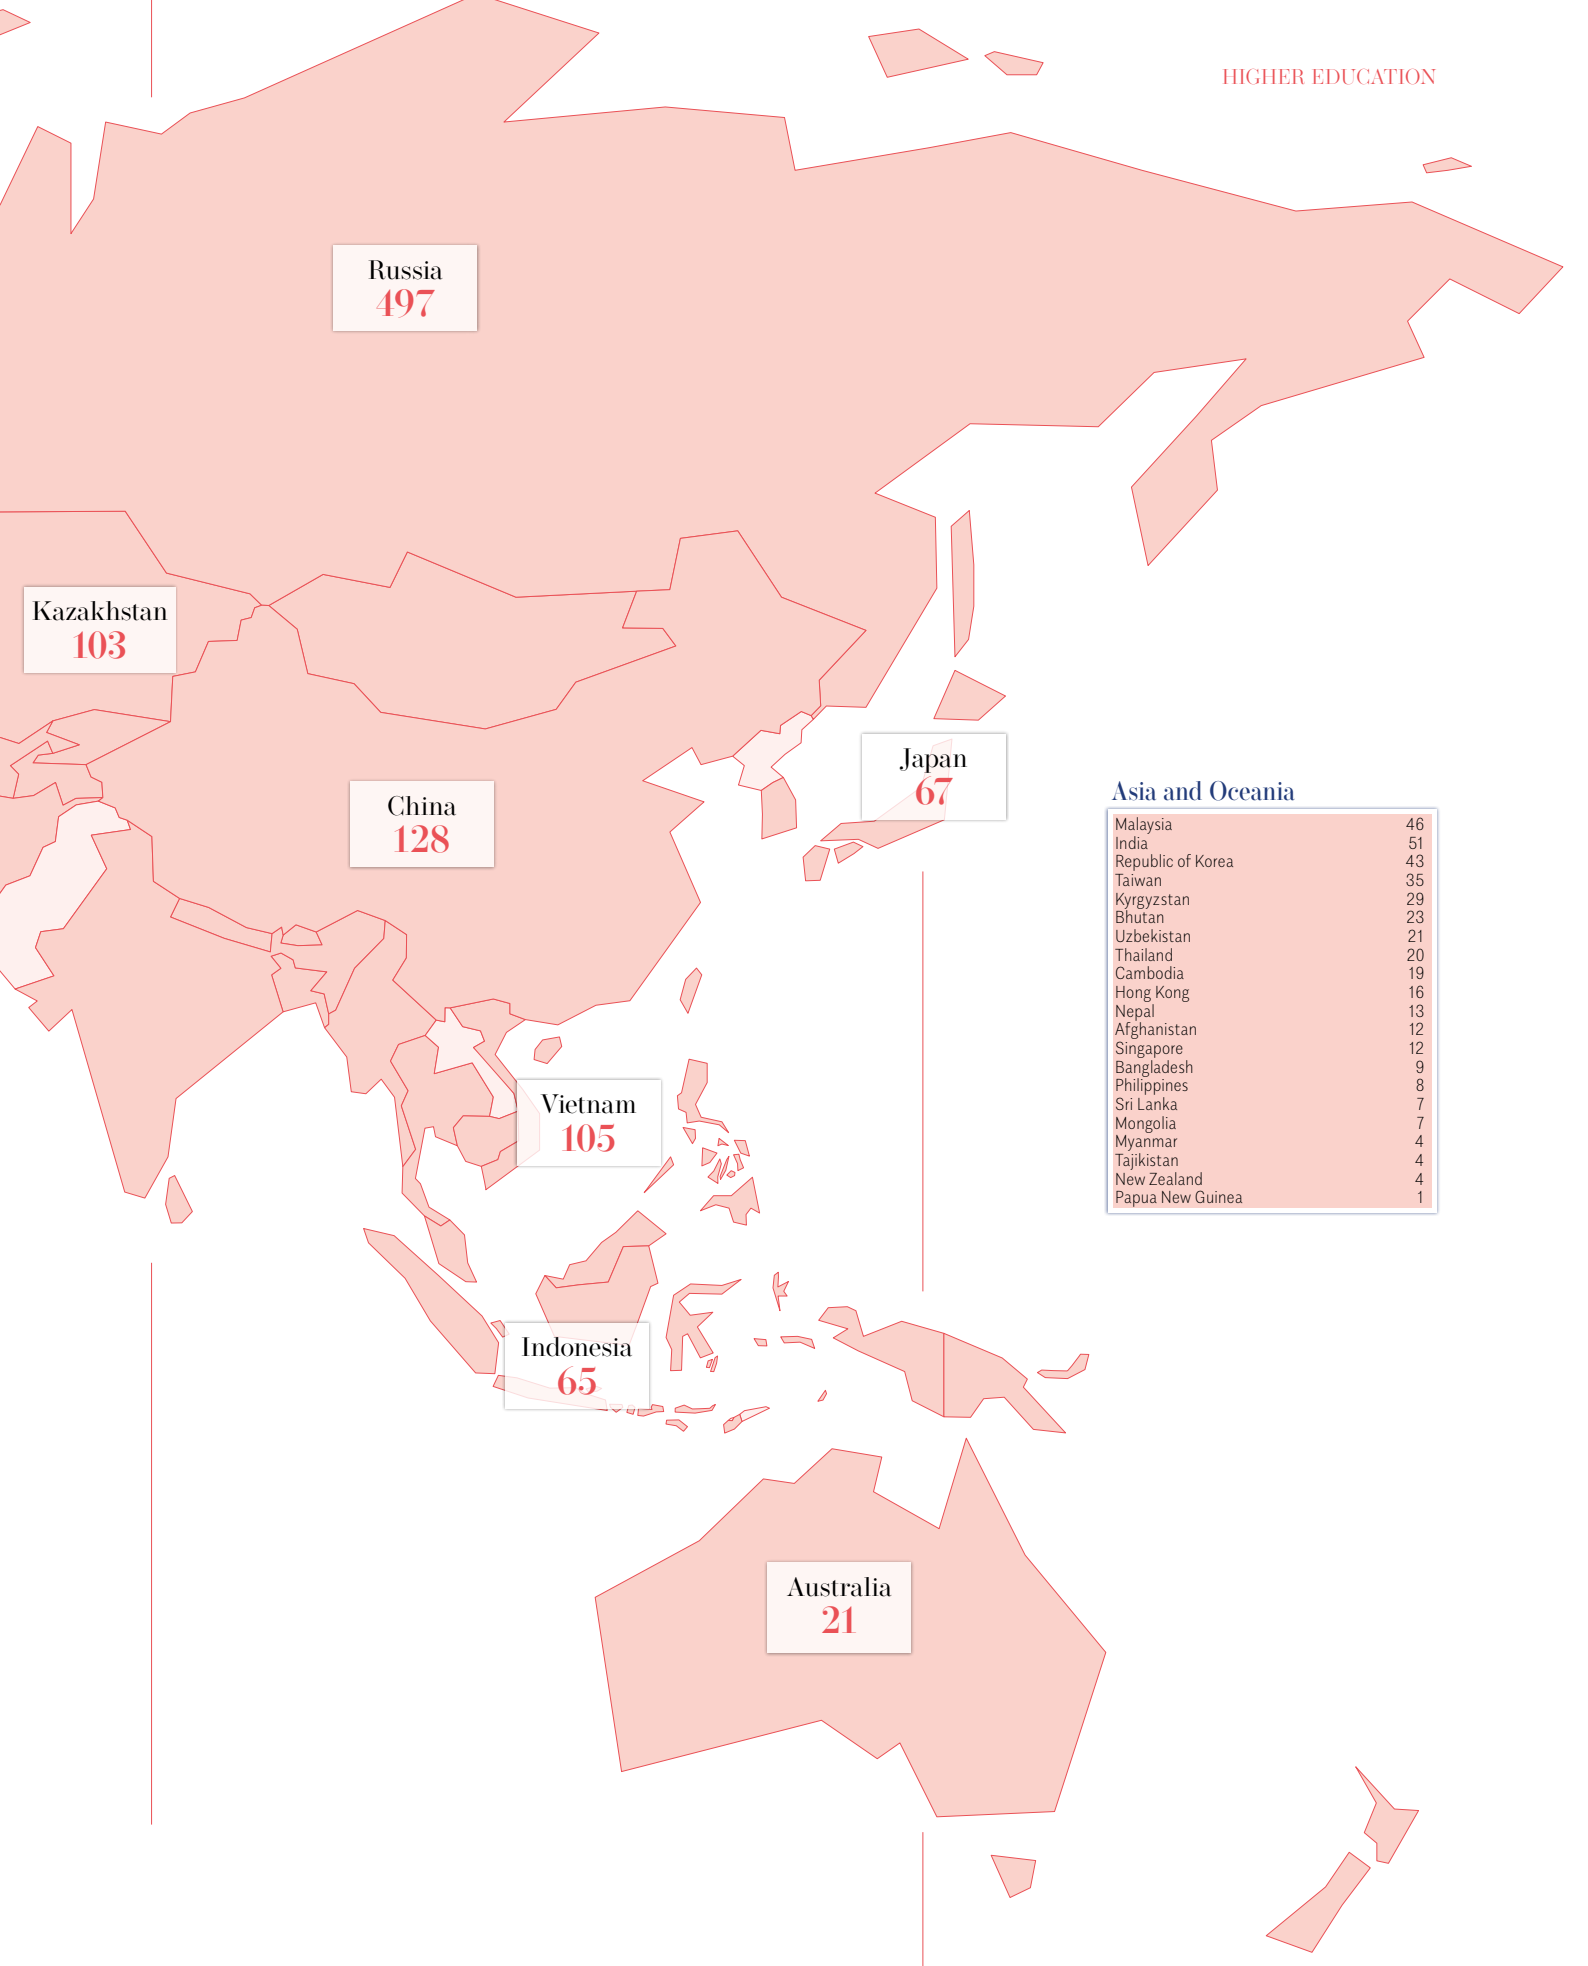 HIGHER EDUCATION
Russia
497
Kazakhstan
103
China
128
Japan
67
Vietnam
105
Indonesia
65
Australia
21
Asia and Oceania
Malaysia 46
India 51
Republic of Korea 43
Taiwan 35
Kyrgyzstan 29
Bhutan 23
Uzbekistan 21
Thailand 20
Cambodia 19
Hong Kong 16
Nepal 13
Afghanistan 12
Singapore 12
Bangladesh 9
Philippines 8
Sri Lanka 7
Mongolia 7
Myanmar 4
Tajikistan 4
New Zealand 4
Papua New Guinea 1